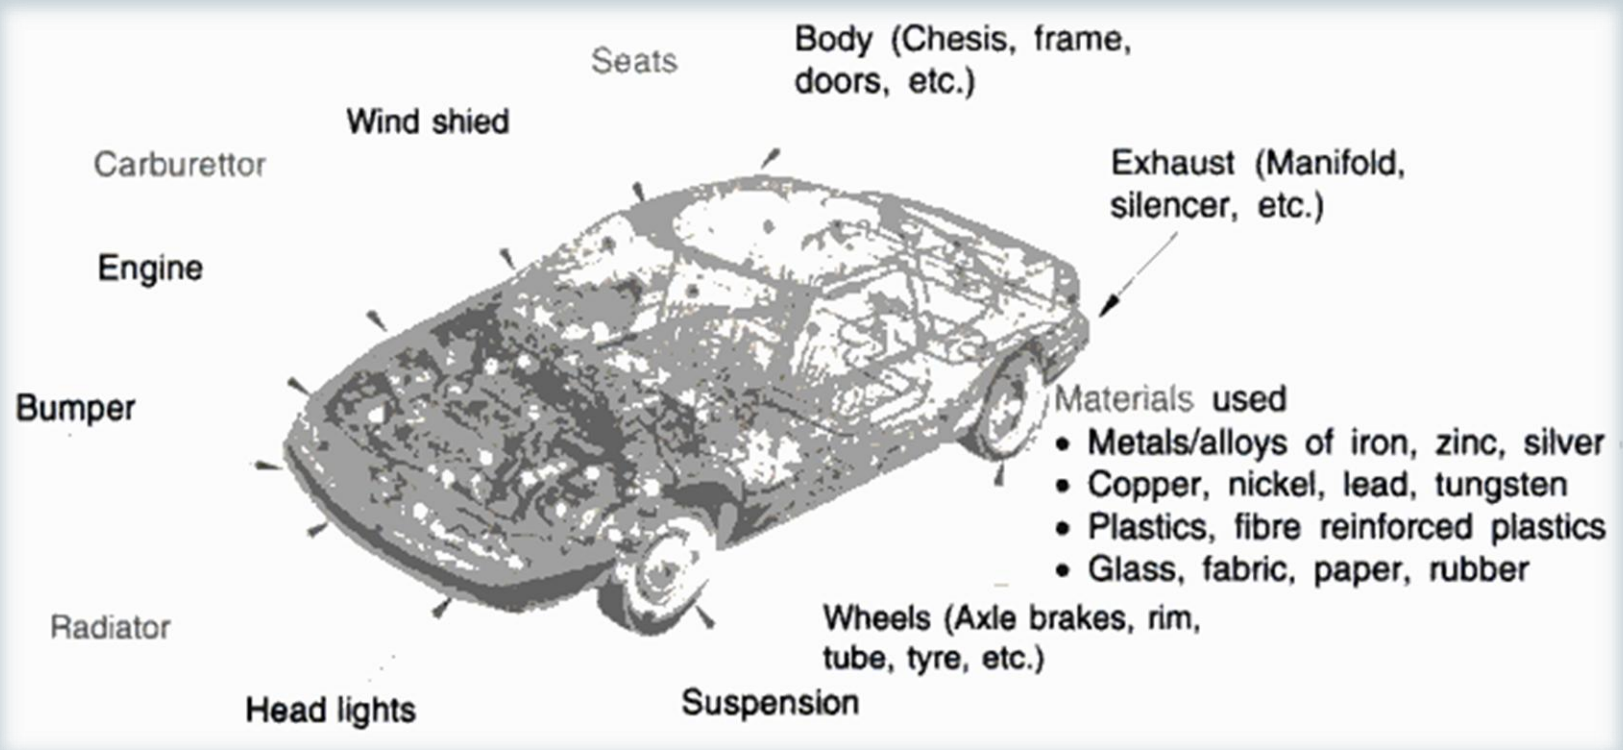 Seats
Body (Chesis, frame,
doors, etc.)
Wind shied
Carburettor
Exhaust (Manifold,
silencer, etc.)
Engine
Bumper
Materials used
• Metals/alloys of iron, zinc, silver
• Copper, nickel, lead, tungsten
• Plastics, fibre reinforced plastics
• Glass, fabric, paper, rubber
Wheels (Axle brakes, rim,
tube, tyre, etc.)
Radiator
Head lights
Suspension